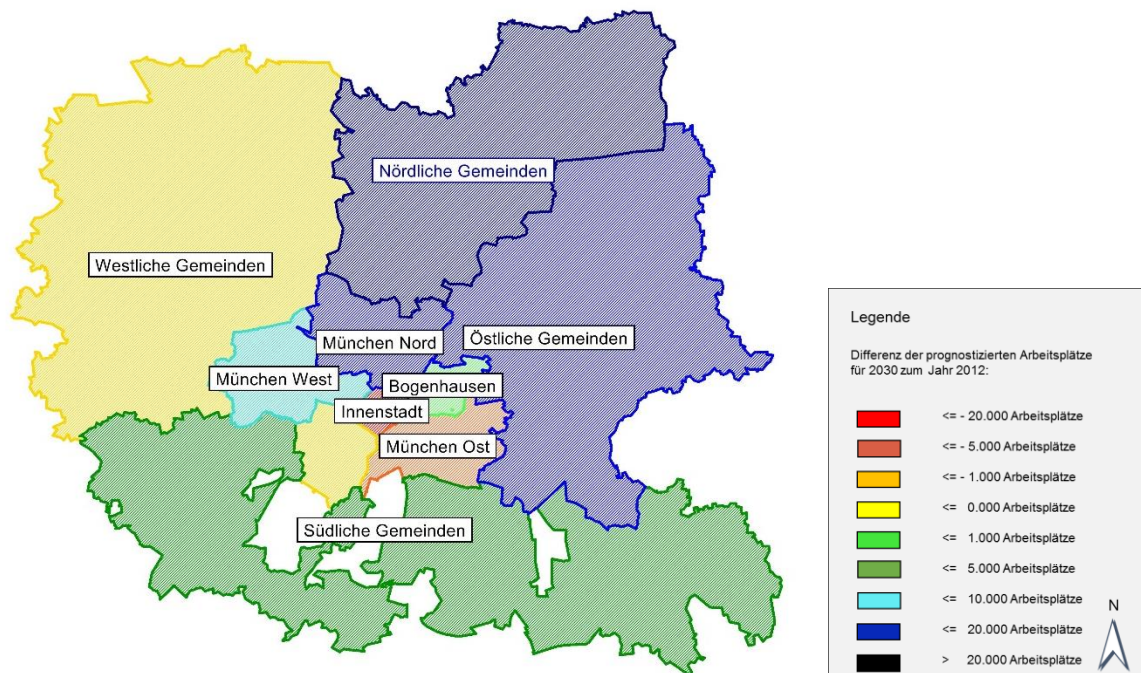 Nördliche Gemeinden
Westliche Gemeinden
München Nord
Östliche Gemeinden
München West
Bogenhausen
Innenstadt
München Ost
Südliche Gemeinden
Legende
Differenz der prognostizierten Arbeitsplätze
für 2030 zum Jahr 2012:
<= - 20.000 Arbeitsplätze
<= - 5.000 Arbeitsplätze
<= - 1.000 Arbeitsplätze
<= 0.000 Arbeitsplätze
<= 1.000 Arbeitsplätze
<= 5.000 Arbeitsplätze
<= 10.000 Arbeitsplätze
<= 20.000 Arbeitsplätze
> 20.000 Arbeitsplätze
N